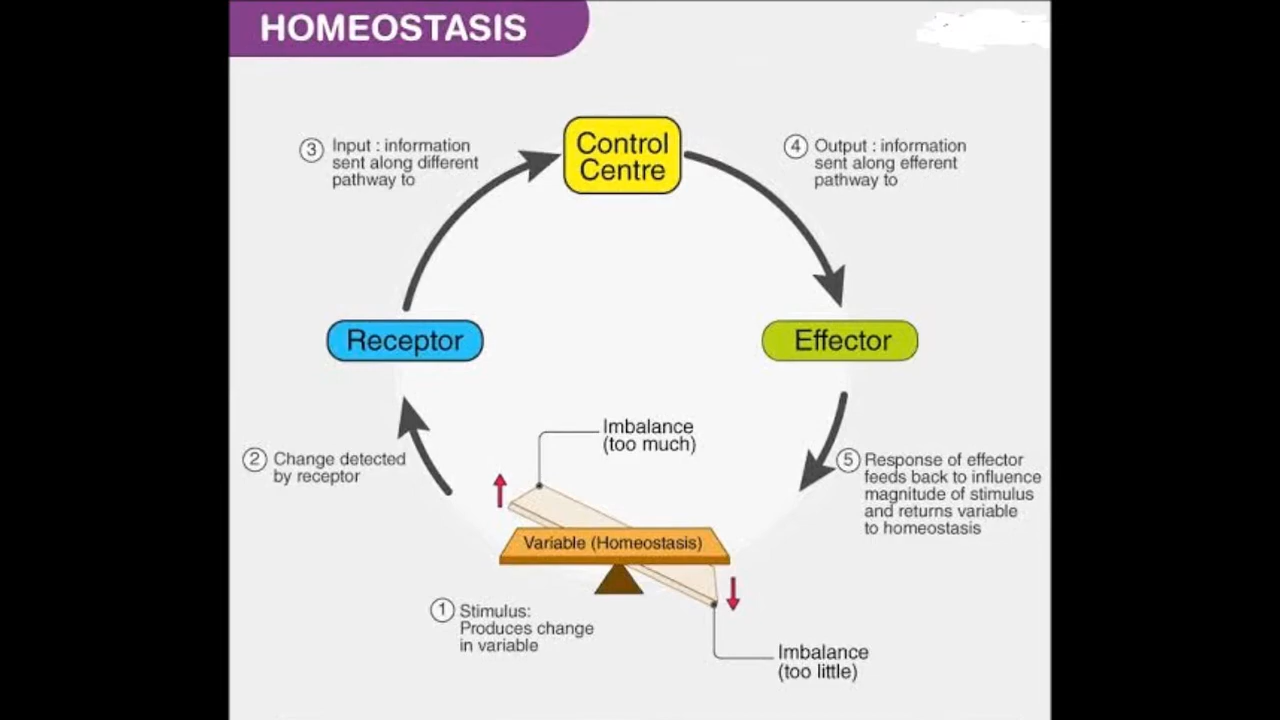 HOMEOSTASIS
3 Input : information
sent along different
pathway to
Control
Centre
4 Output : information
sent along efferent
pathway to
Receptor
Effector
2 Change detected
by receptor
Imbalance
(too much)
5 Response of effector
feeds back to influence
magnitude of stimulus
and returns variable
to homeostasis
Variable (Homeostasis)
1 Stimulus:
Produces change
in variable
Imbalance
(too little)